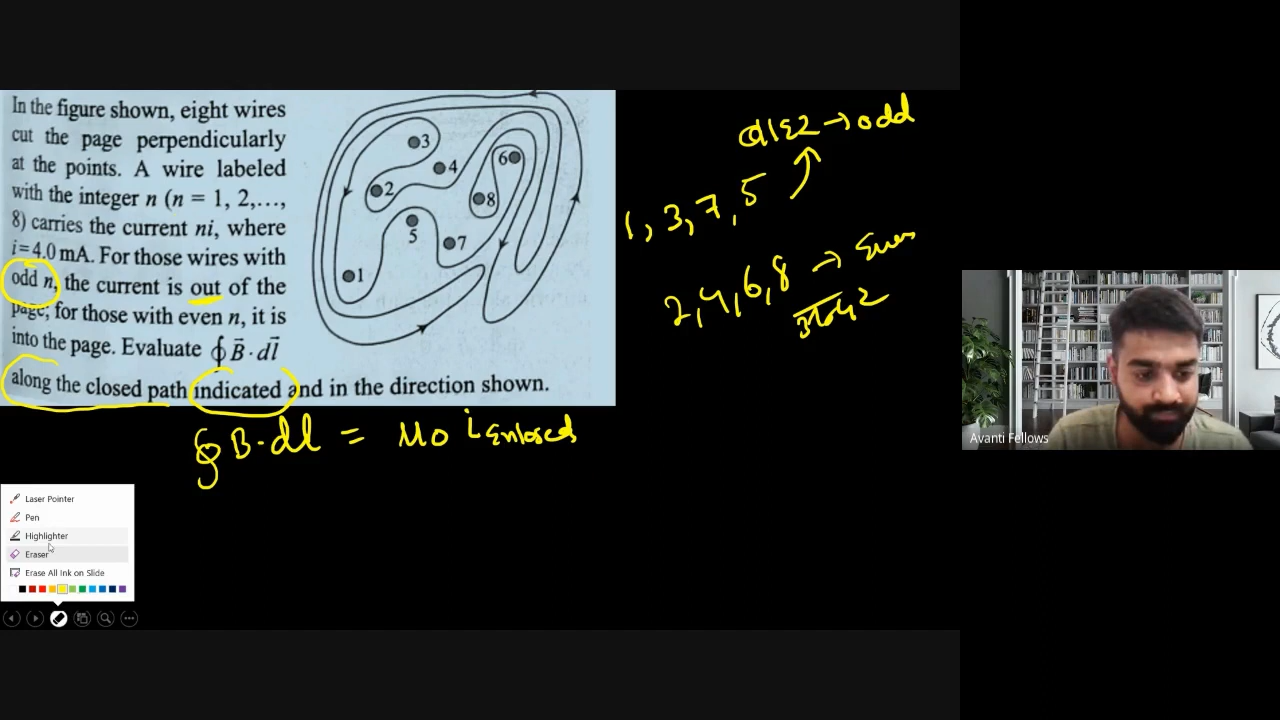 In the figure shown, eight wires
cut the page perpendicularly
at the points. A wire labeled
with the integer n (n = 1, 2,...,
8) carries the current ni, where
i=4.0 mA. For those wires with
odd n, the current is out of the
page; for those with even n, it is
into the page. Evaluate ∮ B⃗ · dl⃗
along the closed path indicated and in the direction shown.
3
4
6
2
8
5
7
1
→ odd
1, 3, 7, 5
2, 4, 6, 8 →
∮ B·dl = μ0 i Enlosed
Avanti Fellows
Laser Pointer
Pen
Highlighter
Eraser
Erase All Ink on Slide